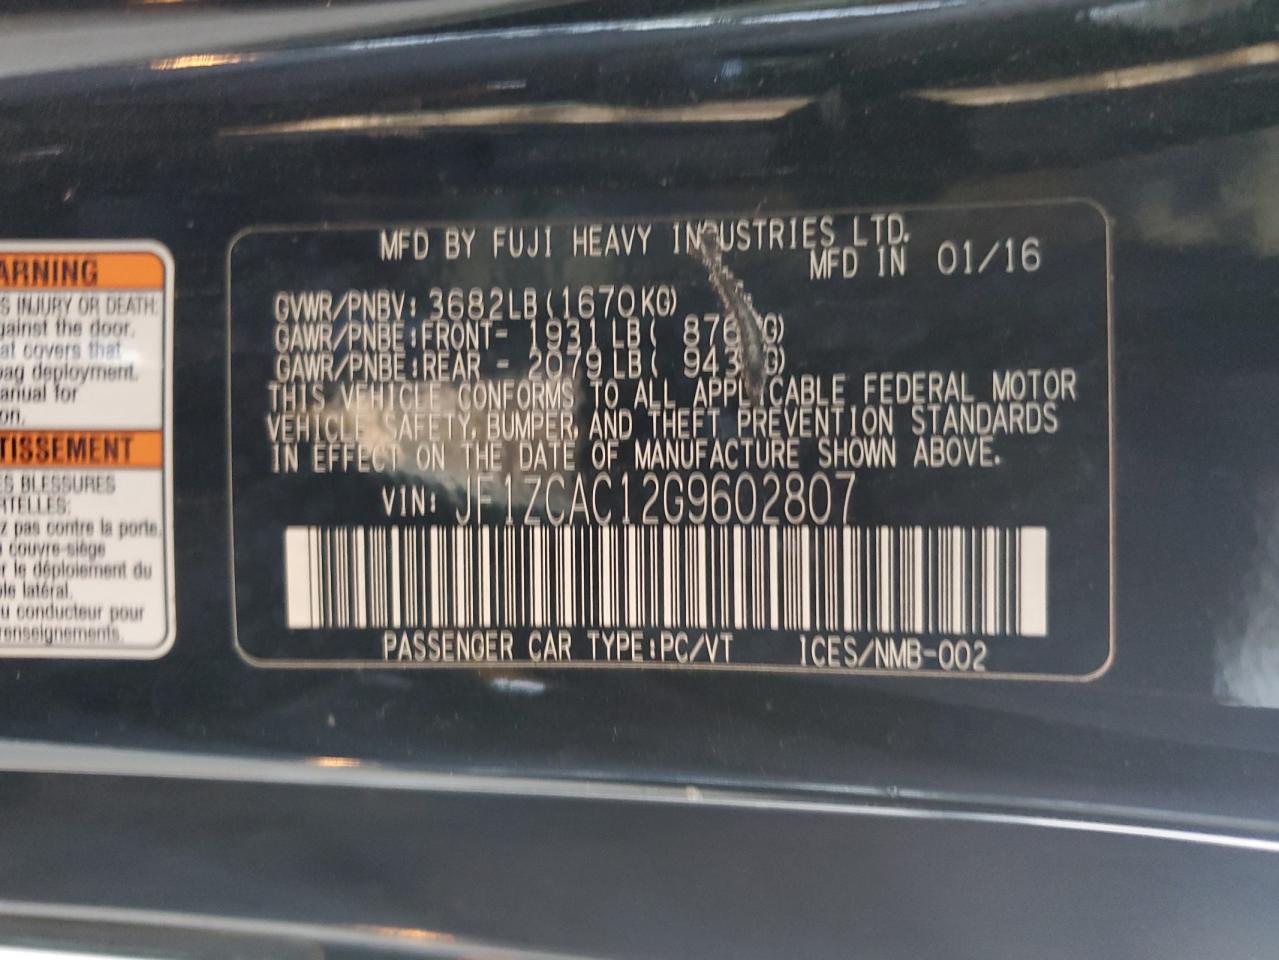 ARNING
S INJURY OR DEATH:
gainst the door.
at covers that
bag deployment.
anual for
on.
TISSEMENT
ES BLESSURES
RTELLES:
z pas contre la porte.
couvre-siège
r le déploiement du
le latéral.
u conducteur pour
renseignements.
MFD BY FUJI HEAVY INDUSTRIES LTD.
MFD IN 01/16
GVWR/PNBV: 3682LB(1670KG)
GAWR/PNBE:FRONT- 1931LB( 876KG)
GAWR/PNBE:REAR - 2079LB( 943KG)
THIS VEHICLE CONFORMS TO ALL APPLICABLE FEDERAL MOTOR
VEHICLE SAFETY, BUMPER, AND THEFT PREVENTION STANDARDS
IN EFFECT ON THE DATE OF MANUFACTURE SHOWN ABOVE.
VIN: JF1ZCAC12G9602807
PASSENGER CAR TYPE:PC/VT ICES/NMB-002